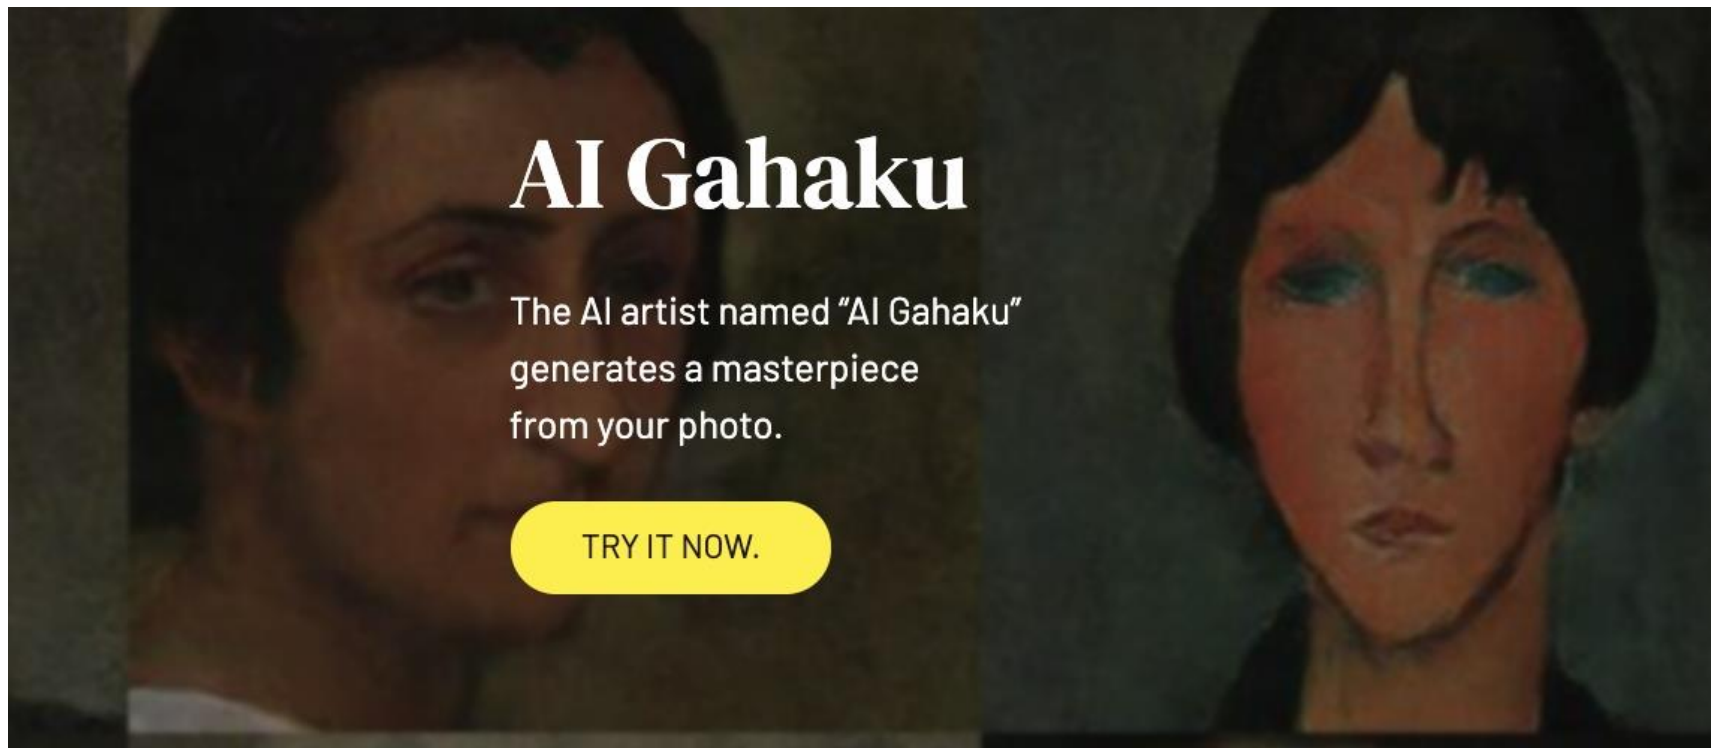 AI Gahaku
The AI artist named “AI Gahaku”
generates a masterpiece
from your photo.
TRY IT NOW.